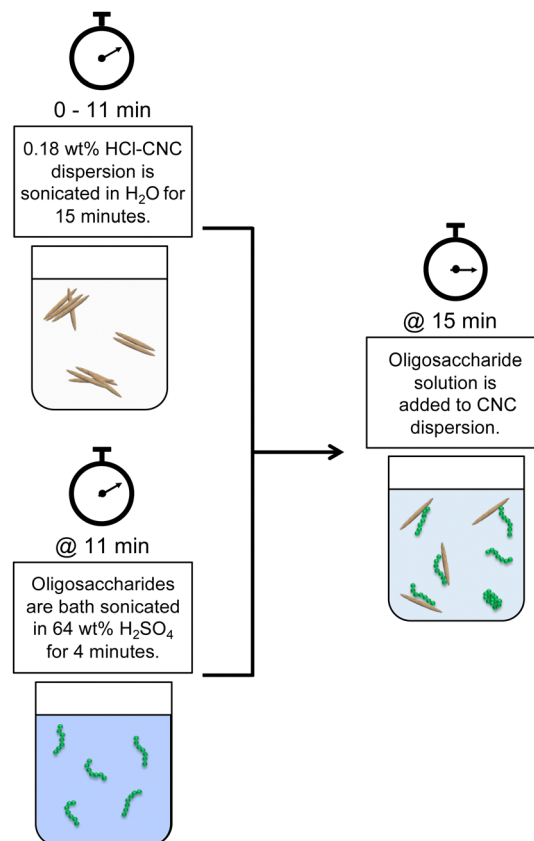 0 - 11 min
0.18 wt% HCl-CNC
dispersion is
sonicated in H₂O for
15 minutes.
@ 11 min
Oligosaccharides
are bath sonicated
in 64 wt% H₂SO₄
for 4 minutes.
@ 15 min
Oligosaccharide
solution is
added to CNC
dispersion.